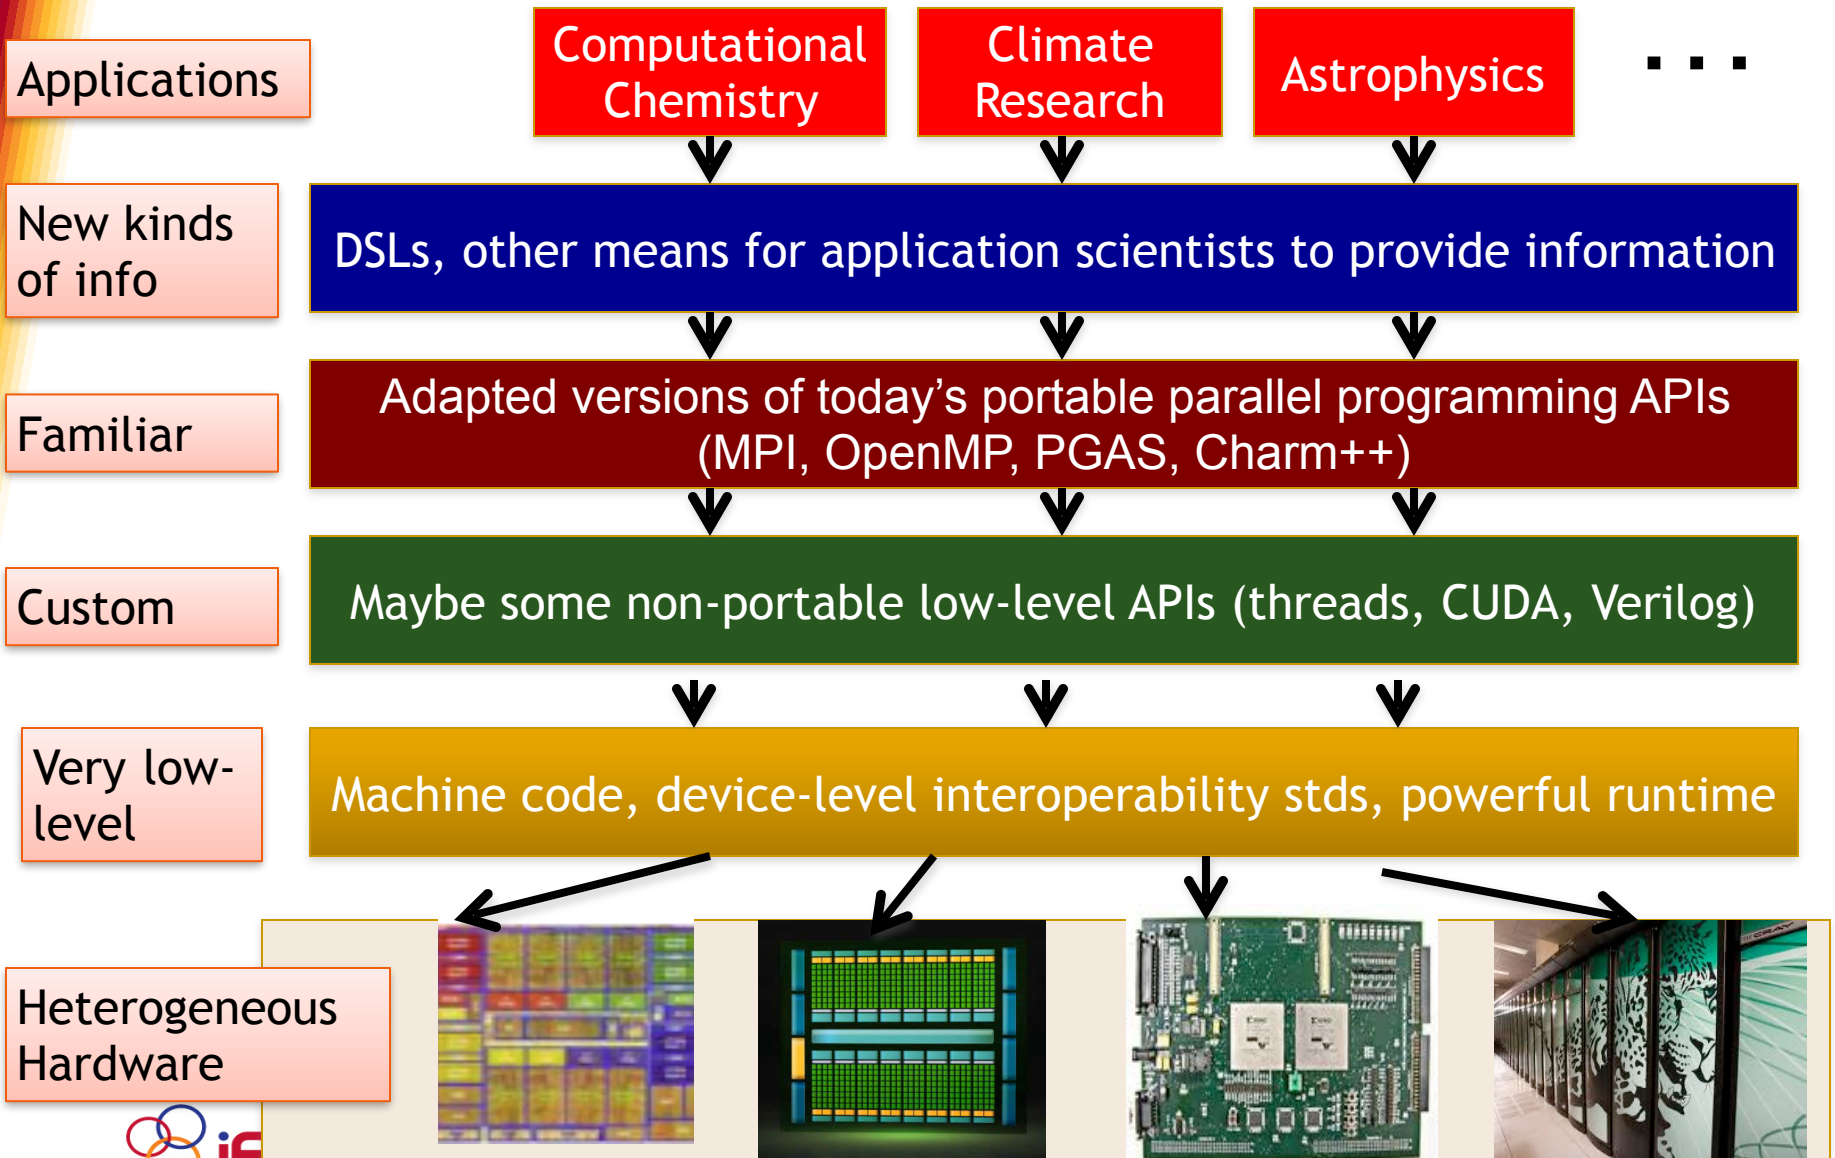 Applications
Computational
Chemistry
Climate
Research
Astrophysics
...
New kinds
of info
DSLs, other means for application scientists to provide information
Familiar
Adapted versions of today’s portable parallel programming APIs
(MPI, OpenMP, PGAS, Charm++)
Custom
Maybe some non-portable low-level APIs (threads, CUDA, Verilog)
Very low-
level
Machine code, device-level interoperability stds, powerful runtime
Heterogeneous
Hardware
CRAY